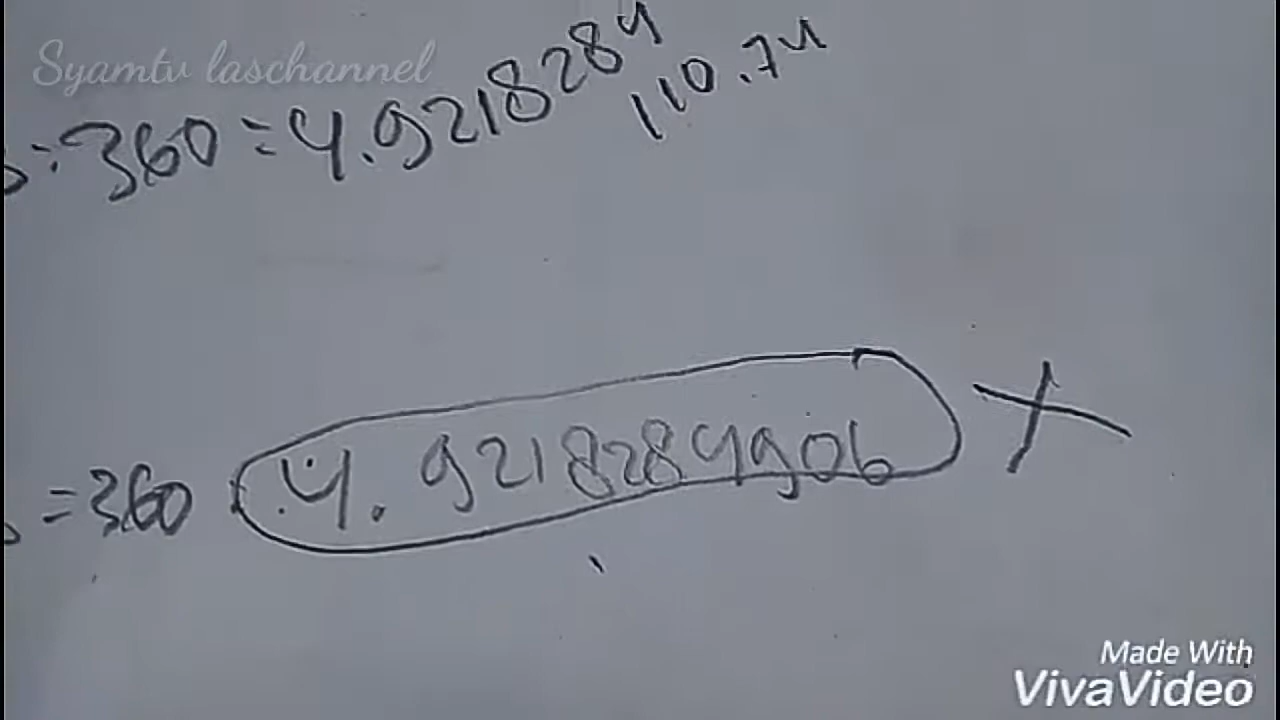 Syamtv laschannel
:360=4.9218284
110.74
=360 4.9218284906 X
Made With
VivaVideo